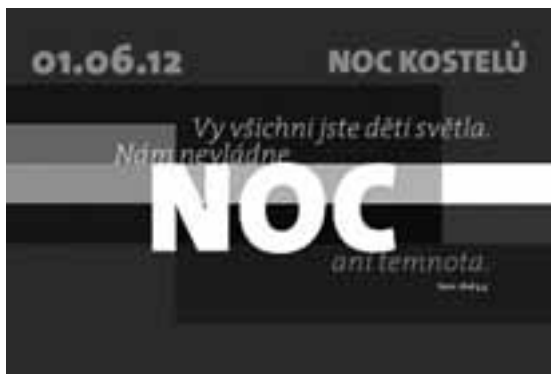 01.06.12
NOC KOSTELŮ
Vy všichni jste děti světla.
Nám nevládne
NOC
ani temnota.